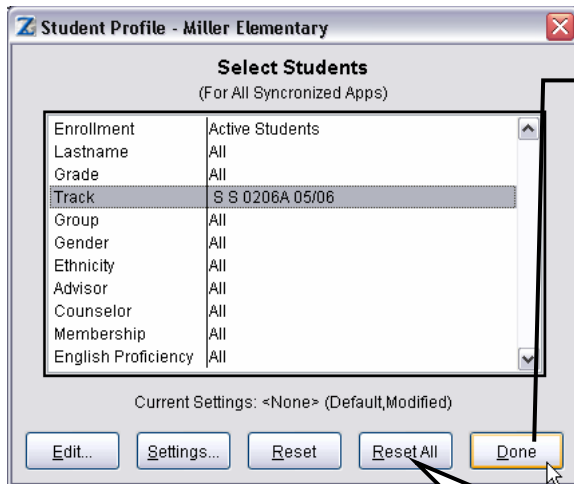 Student Profile - Miller Elementary
Select Students
(For All Syncronized Apps)
Enrollment Active Students
Lastname All
Grade All
Track S S 0206A 05/06
Group All
Gender All
Ethnicity All
Advisor All
Counselor All
Membership All
English Proficiency All
Current Settings: <None> (Default,Modified)
Edit... Settings... Reset Reset All Done